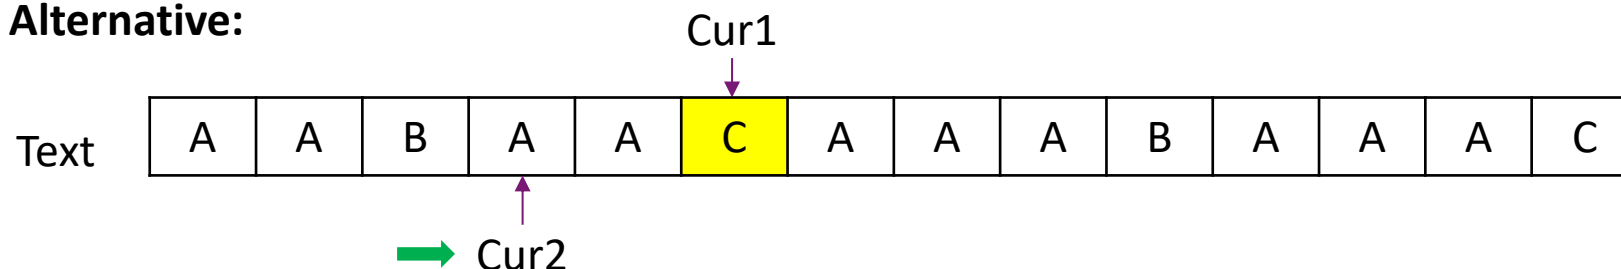 Alternative:
Cur1
Text A A B A A C A A A B A A A C
Cur2